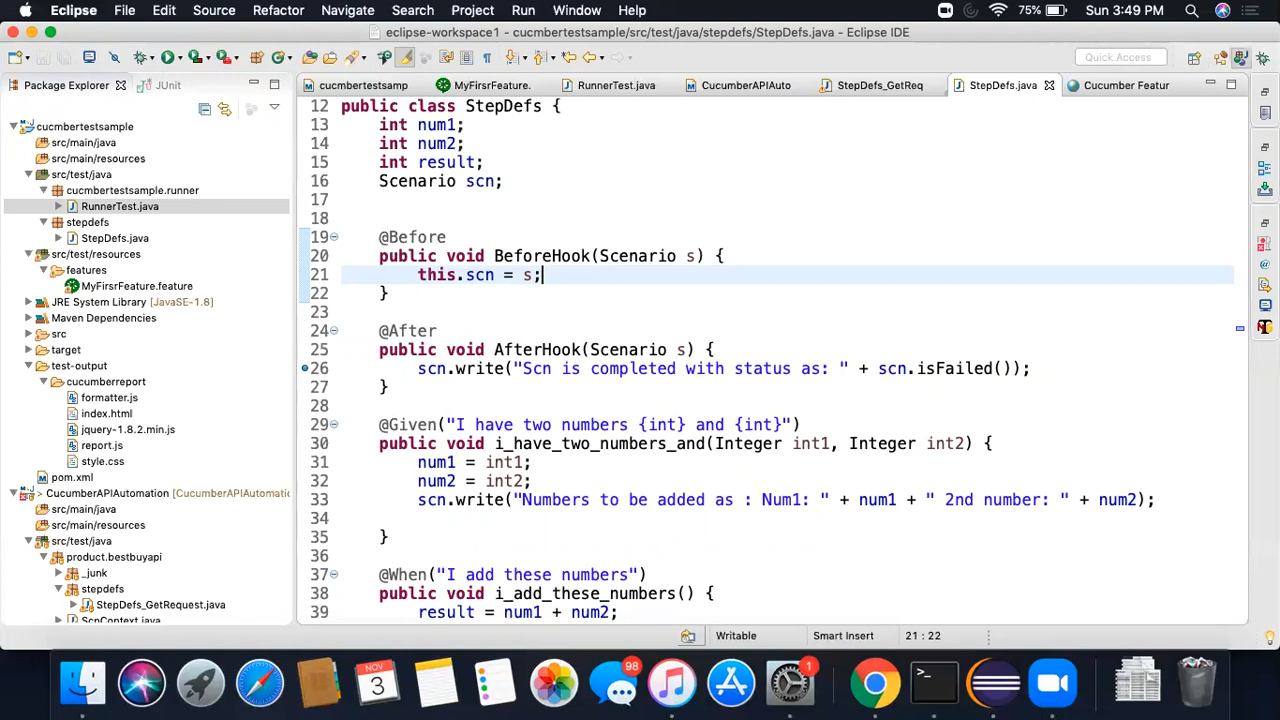 Eclipse File Edit Source Refactor Navigate Search Project Run Window Help 75% Sun 3:49 PM
eclipse-workspace1 - cucmbertestsample/src/test/java/stepdefs/StepDefs.java - Eclipse IDE
Quick Access
Package Explorer JUnit
cucmbertestsamp MyFirsrFeature. RunnerTest.java CucumberAPIAuto StepDefs_GetReq StepDefs.java Cucumber Featur
cucmbertestsample
src/main/java
src/main/resources
src/test/java
cucmbertestsample.runner
RunnerTest.java
stepdefs
StepDefs.java
src/test/resources
features
MyFirsrFeature.feature
JRE System Library [JavaSE-1.8]
Maven Dependencies
src
target
test-output
cucumberreport
formatter.js
index.html
jquery-1.8.2.min.js
report.js
style.css
pom.xml
> CucumberAPIAutomation [CucumberAPIAutomatic
src/main/java
src/main/resources
src/test/java
product.bestbuyapi
_junk
stepdefs
StepDefs_GetRequest.java
ScnContext.java
12 public class StepDefs {
13 int num1;
14 int num2;
15 int result;
16 Scenario scn;
17
18
19 @Before
20 public void BeforeHook(Scenario s) {
21 this.scn = s;
22 }
23
24 @After
25 public void AfterHook(Scenario s) {
26 scn.write("Scn is completed with status as: " + scn.isFailed());
27 }
28
29 @Given("I have two numbers {int} and {int}")
30 public void i_have_two_numbers_and(Integer int1, Integer int2) {
31 num1 = int1;
32 num2 = int2;
33 scn.write("Numbers to be added as : Num1: " + num1 + " 2nd number: " + num2);
34
35 }
36
37 @When("I add these numbers")
38 public void i_add_these_numbers() {
39 result = num1 + num2;
Writable Smart Insert 21 : 22
NOV
3
98
1